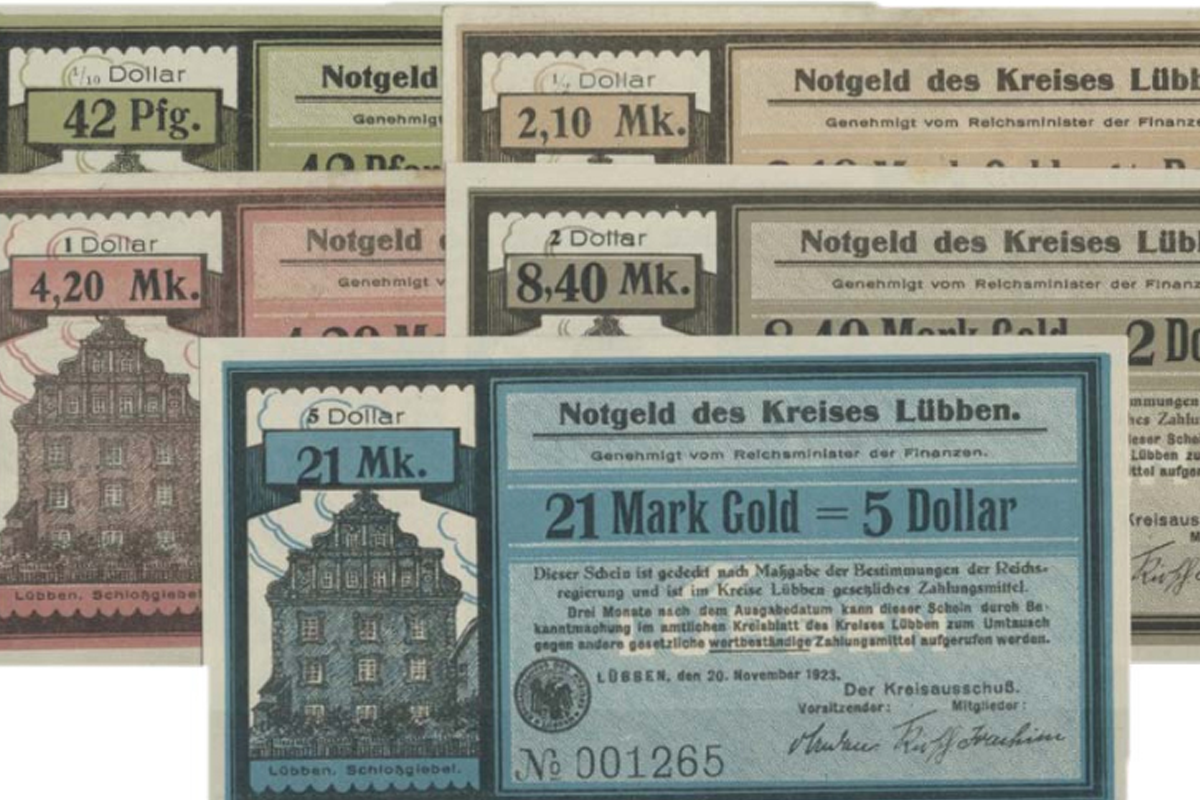 1/10 Dollar
42 Pfg.
Notgeld
Genehmigt
42
1/2 Dollar
2,10 Mk.
Notgeld des Kreises
Genehmigt vom Reichsminister der
1 Dollar
4,20 Mk.
Notgeld
Genehmigt
Lübben, Schloßgiebel
2 Dollar
8,40 Mk.
Notgeld des Kreises
Genehmigt vom Reichsminister der
8,40 Mark Gold 2
5 Dollar
21 Mk.
Lübben, Schloßgiebel.
Notgeld des Kreises Lübben.
Genehmigt vom Reichsminister der Finanzen.
21 Mark Gold = 5 Dollar
Dieser Schein ist gedeckt nach Maßgabe der Bestimmungen der Reichs-
regierung und ist im Kreise Lübben gesetzliches Zahlungsmittel.
Drei Monate nach dem Ausgabedatum kann dieser Schein durch Be-
kanntmachung im amtlichen Kreisblatt des Kreises Lübben zum Umtausch
gegen andere gesetzliche wertbeständige Zahlungsmittel aufgerufen werden.
LÜBBEN, den 20. November 1923.
Der Kreisausschuß.
Vorsitzender: Mitglieder:
Joachim
№ 001265